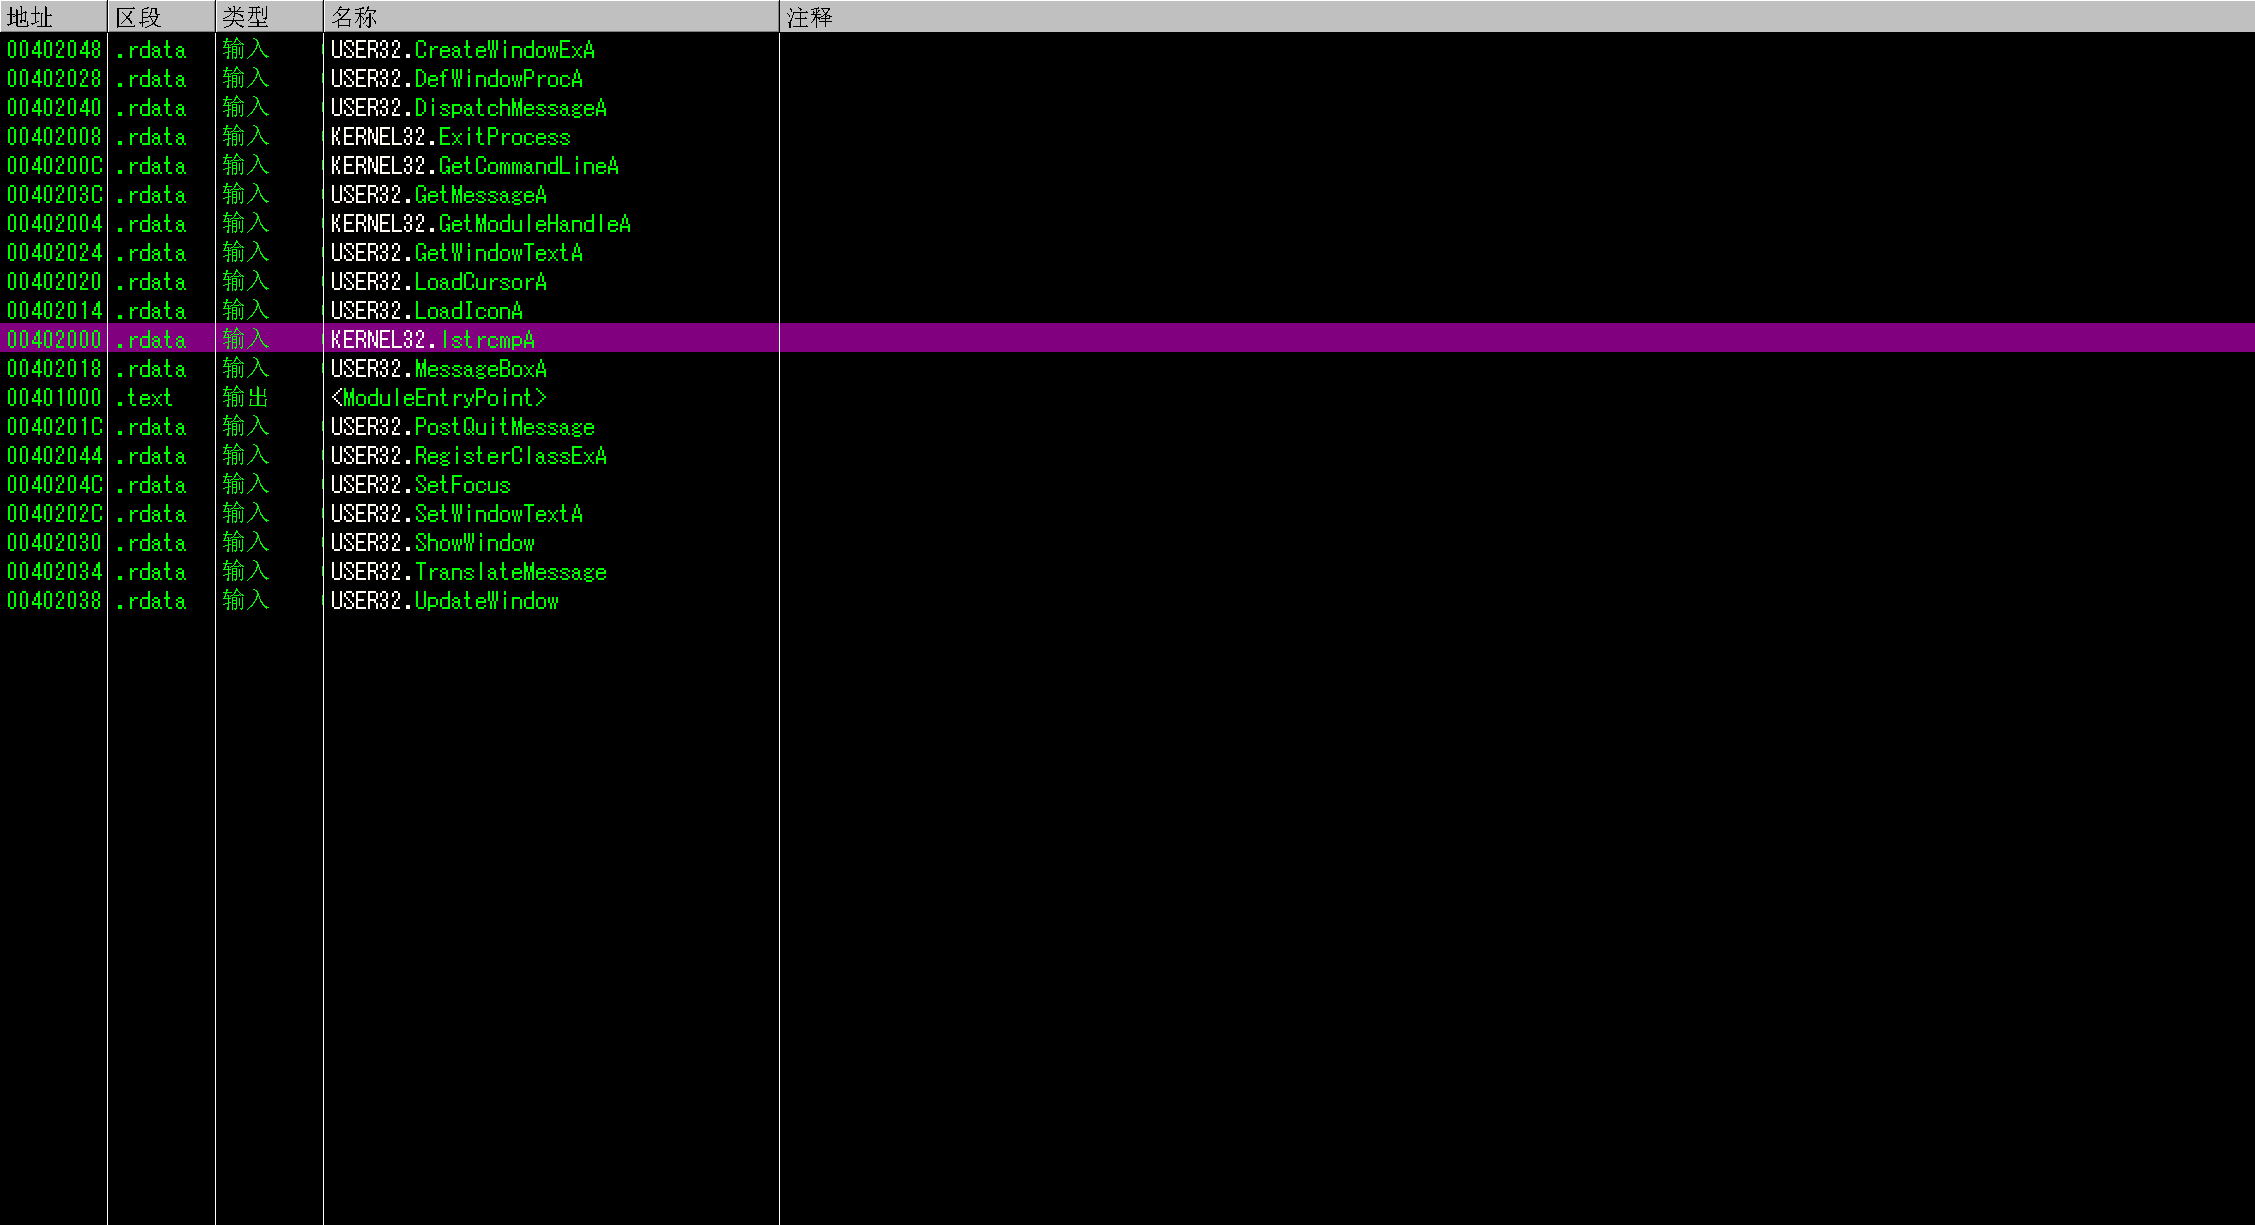 地址 区段 类型 名称 注释
00402048 .rdata 输入 USER32.CreateWindowExA
00402028 .rdata 输入 USER32.DefWindowProcA
00402040 .rdata 输入 USER32.DispatchMessageA
00402008 .rdata 输入 KERNEL32.ExitProcess
0040200C .rdata 输入 KERNEL32.GetCommandLineA
0040203C .rdata 输入 USER32.GetMessageA
00402004 .rdata 输入 KERNEL32.GetModuleHandleA
00402024 .rdata 输入 USER32.GetWindowTextA
00402020 .rdata 输入 USER32.LoadCursorA
00402014 .rdata 输入 USER32.LoadIconA
00402000 .rdata 输入 KERNEL32.lstrcmpA
00402018 .rdata 输入 USER32.MessageBoxA
00401000 .text 输出 <ModuleEntryPoint>
0040201C .rdata 输入 USER32.PostQuitMessage
00402044 .rdata 输入 USER32.RegisterClassExA
0040204C .rdata 输入 USER32.SetFocus
0040202C .rdata 输入 USER32.SetWindowTextA
00402030 .rdata 输入 USER32.ShowWindow
00402034 .rdata 输入 USER32.TranslateMessage
00402038 .rdata 输入 USER32.UpdateWindow